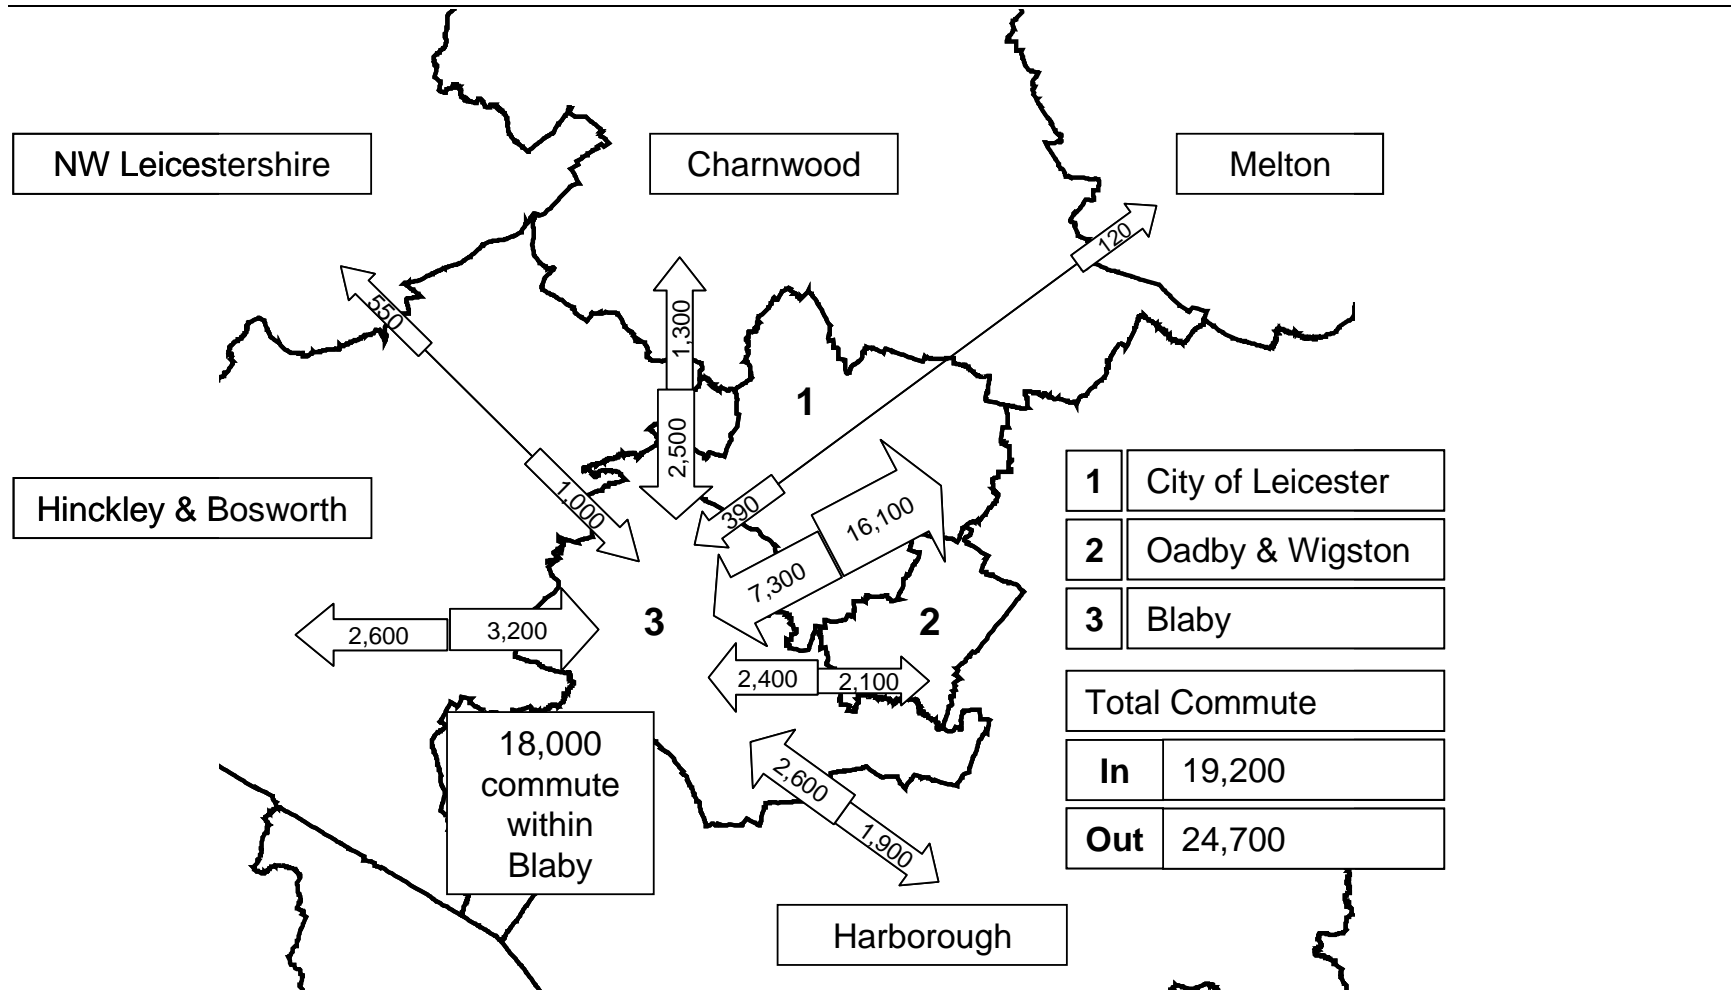 NW Leicestershire
Charnwood
Melton
120
550
1,300
1
2,500
1,000
390
16,100
7,300
Hinckley & Bosworth
1 City of Leicester
2 Oadby & Wigston
3 Blaby
2,600
3,200
3
2
2,400
2,100
Total Commute
In 19,200
Out 24,700
18,000
commute
within
Blaby
2,600
1,900
Harborough